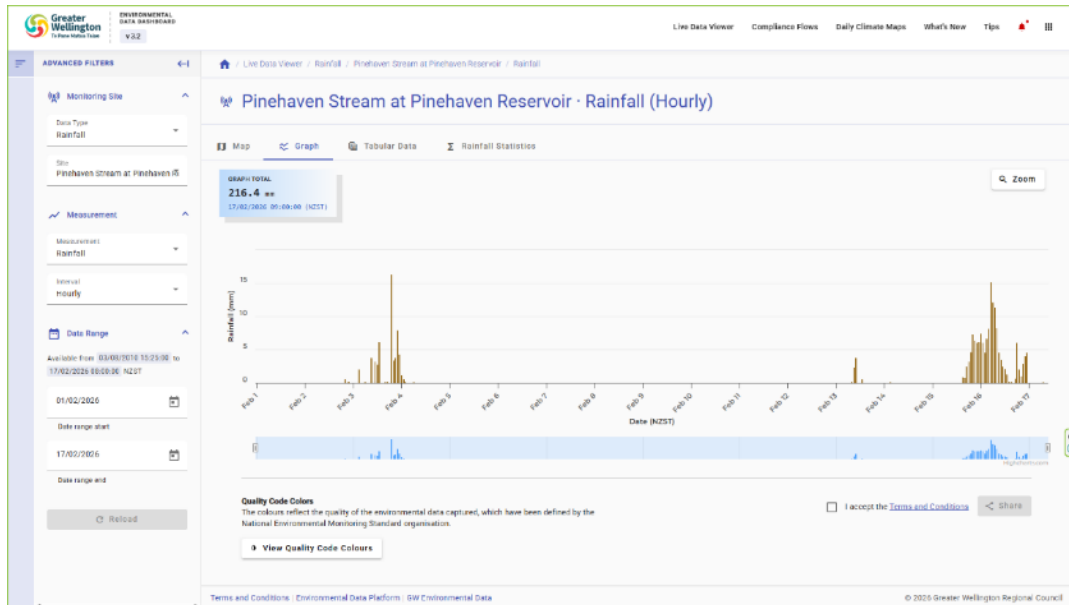 Greater
Wellington
Te Pane Matua Taiao
ENVIRONMENTAL
DATA DASHBOARD
v3.2
Live Data Viewer
Compliance Flows
Daily Climate Maps
What's New
Tips
ADVANCED FILTERS
/ Live Data Viewer / Rainfall / Pinehaven Stream at Pinehaven Reservoir / Rainfall
Monitoring Site
Data Type
Rainfall
Site
Pinehaven Stream at Pinehaven
Measurement
Measurement
Rainfall
Interval
Hourly
Data Range
Available from
to
17/02/2026
NZST
01/02/2026
Date range start
17/02/2026
Date range end
Reload
Pinehaven Stream at Pinehaven Reservoir · Rainfall (Hourly)
Map
Graph
Tabular Data
Σ Rainfall Statistics
GRAPH TOTAL
216.4 mm
17/02/2026 09:00:00 (NZST)
Zoom
Rainfall (mm)
15
10
5
0
Feb 1
Feb 2
Feb 3
Feb 4
Feb 5
Feb 6
Feb 7
Feb 8
Feb 9
Feb 10
Feb 11
Feb 12
Feb 13
Feb 14
Feb 15
Feb 16
Feb 17
Date (NZST)
Highcharts.com
Quality Code Colors
The colours reflect the quality of the environmental data captured, which have been defined by the
National Environmental Monitoring Standard organisation.
View Quality Code Colours
I accept the Terms and Conditions
Share
Terms and Conditions | Environmental Data Platform | GW Environmental Data
© 2026 Greater Wellington Regional Council